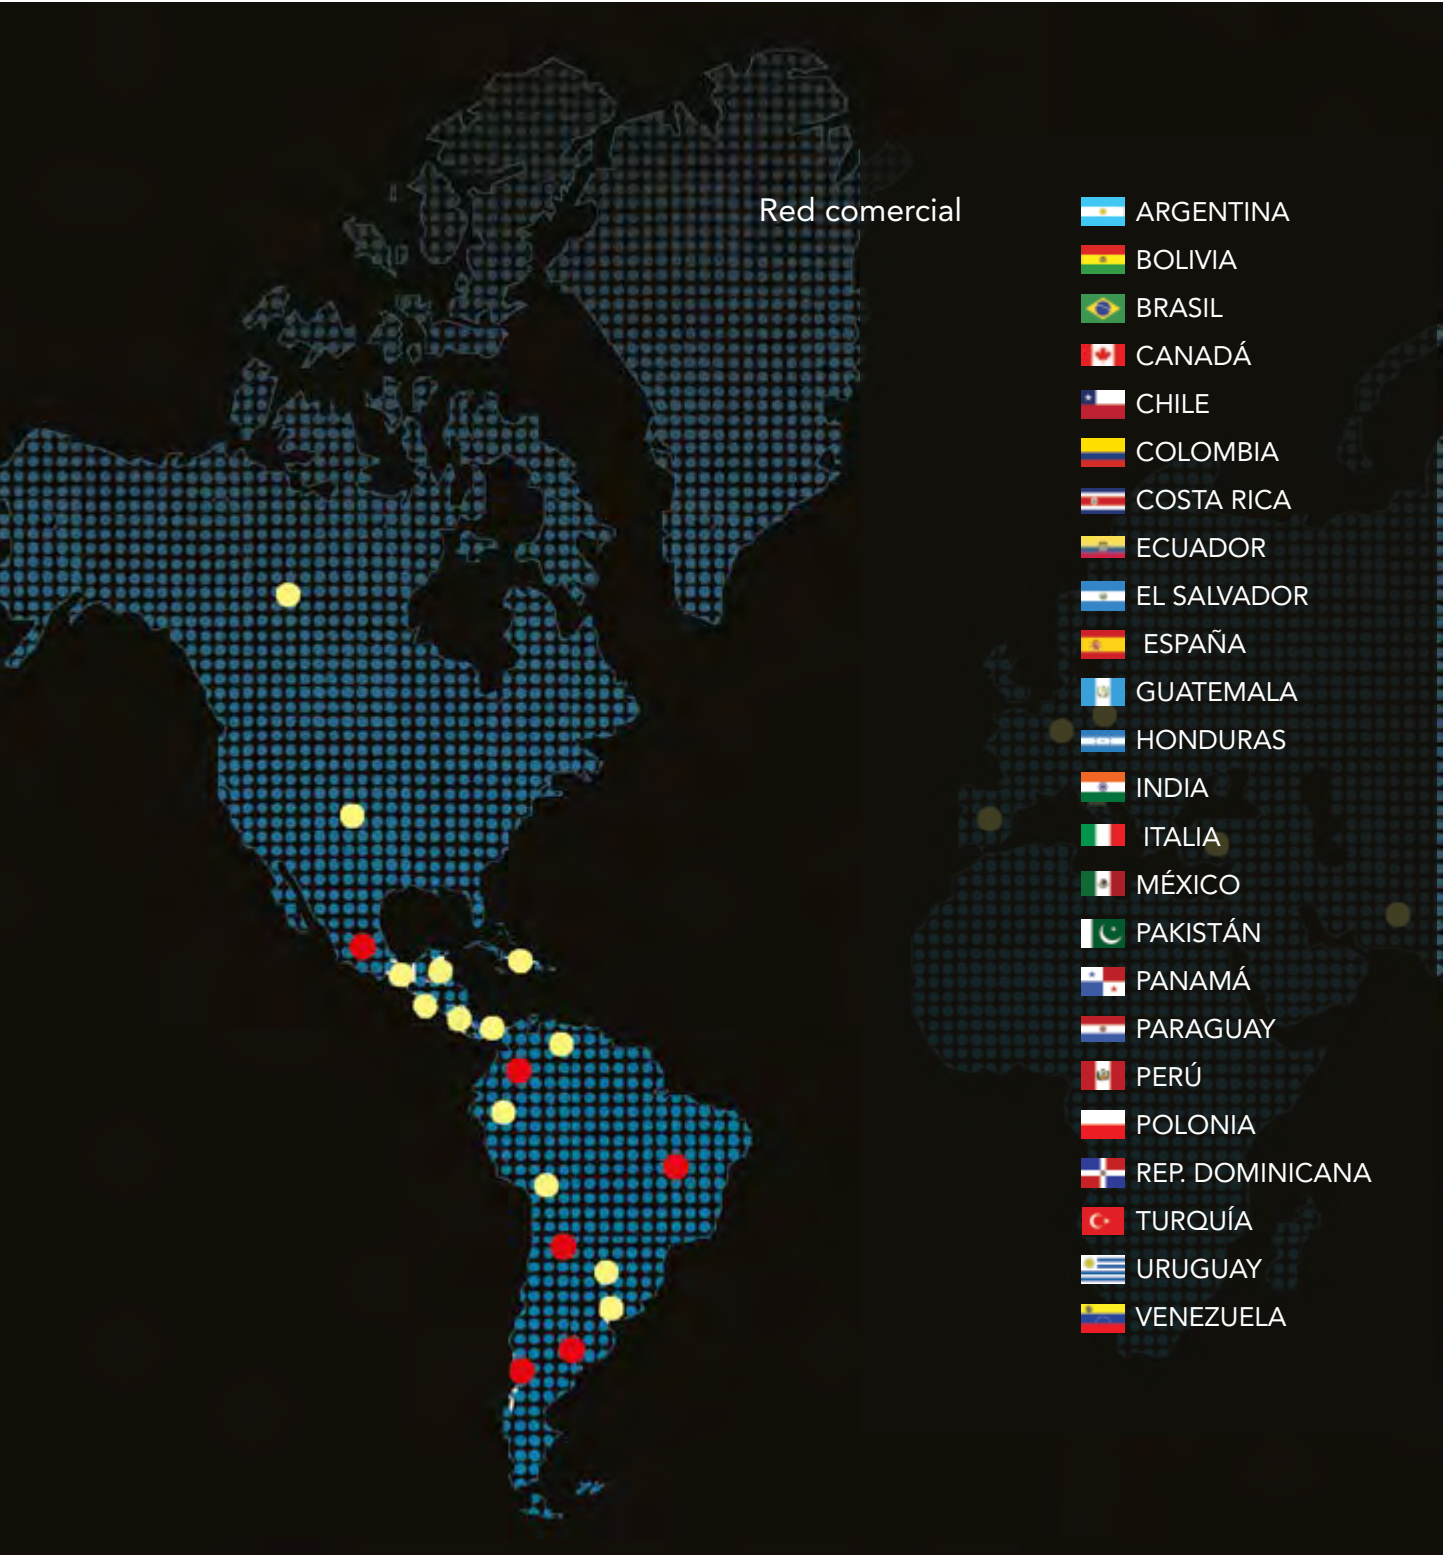 Red comercial
ARGENTINA
BOLIVIA
BRASIL
CANADÁ
CHILE
COLOMBIA
COSTA RICA
ECUADOR
EL SALVADOR
ESPAÑA
GUATEMALA
HONDURAS
INDIA
ITALIA
MÉXICO
PAKISTÁN
PANAMÁ
PARAGUAY
PERÚ
POLONIA
REP. DOMINICANA
TURQUÍA
URUGUAY
VENEZUELA